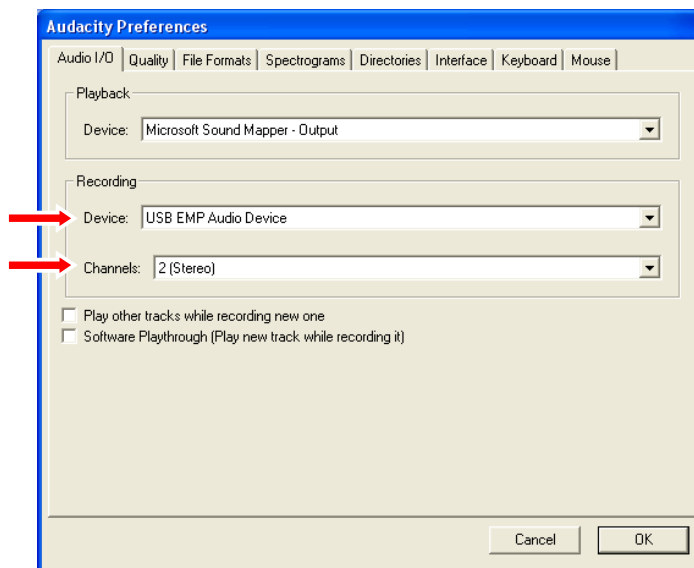 Audacity Preferences
Audio I/O Quality File Formats Spectrograms Directories Interface Keyboard Mouse
Playback
Device: Microsoft Sound Mapper - Output
Recording
Device: USB EMP Audio Device
Channels: 2 (Stereo)
Play other tracks while recording new one
Software Playthrough (Play new track while recording it)
Cancel OK